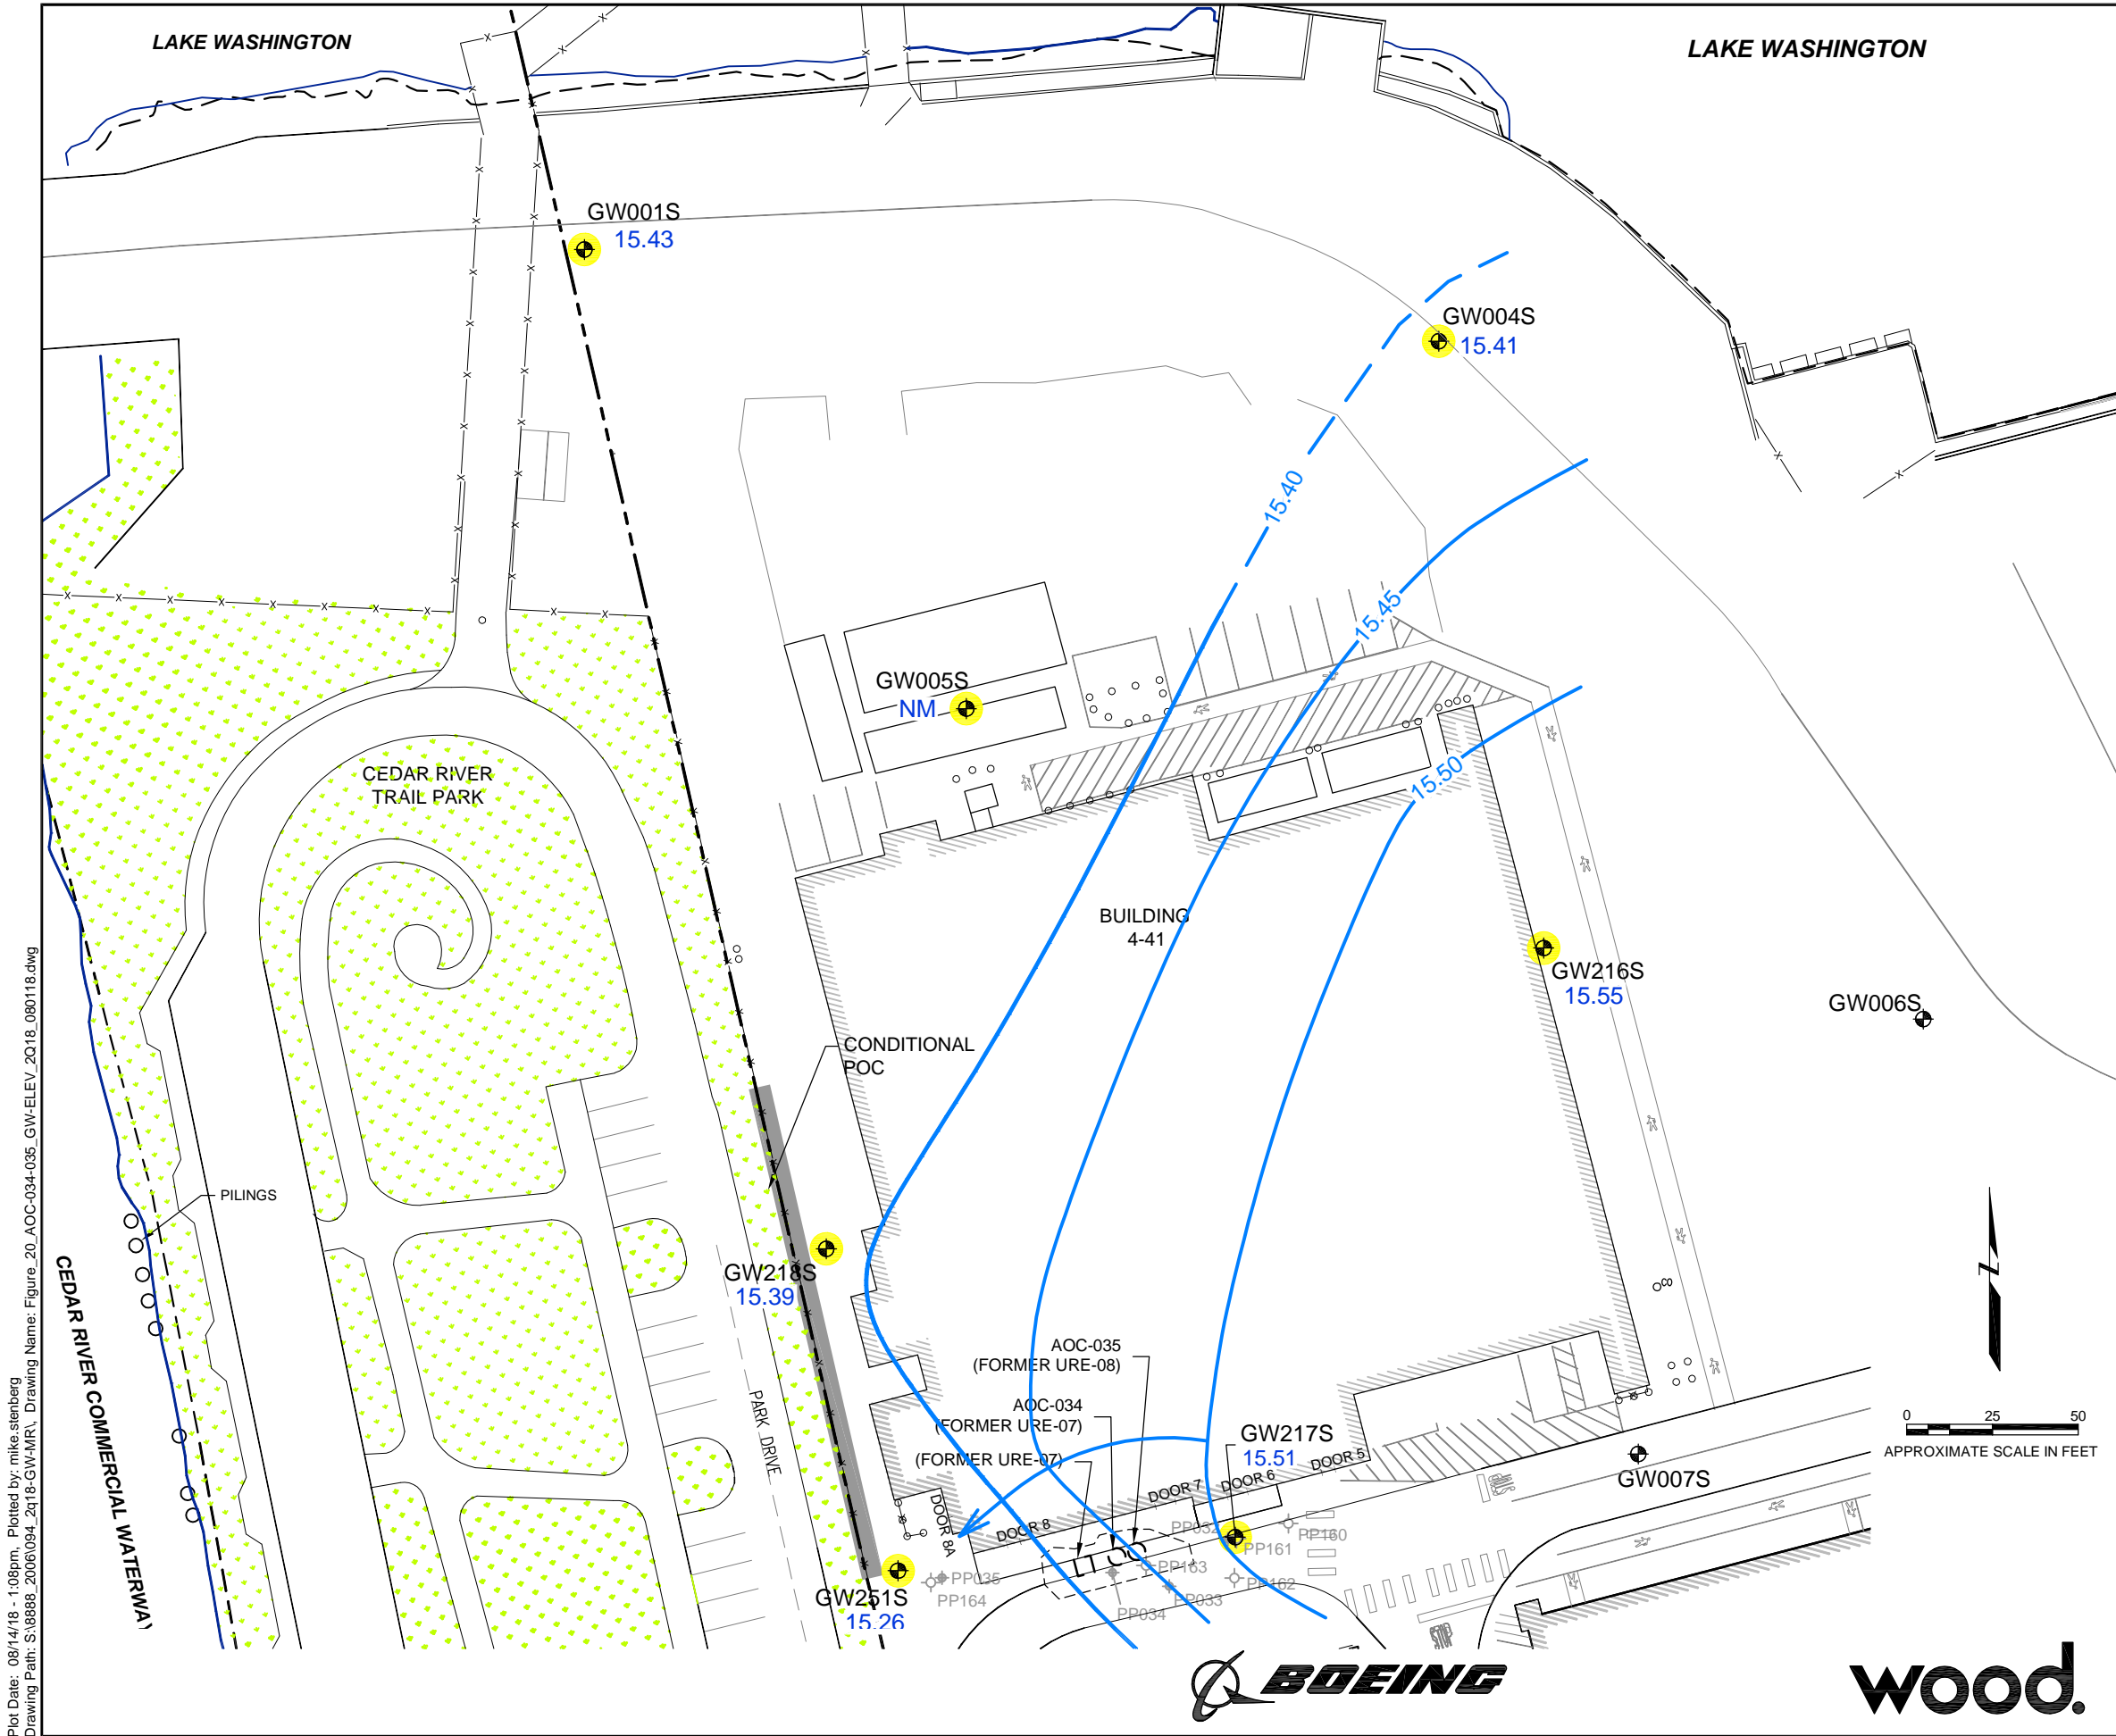 LAKE WASHINGTON
LAKE WASHINGTON
GW001S
15.43
GW004S
15.41
15.40
15.45
15.50
GW005S
NM
CEDAR RIVER
TRAIL PARK
BUILDING
4-41
GW216S
15.55
GW006S
CONDITIONAL
POC
PILINGS
GW218S
15.39
CEDAR RIVER COMMERCIAL WATERWAY
PARK DRIVE
AOC-035
(FORMER URE-08)
AOC-034
(FORMER URE-07)
(FORMER URE-07)
GW217S
15.51
DOOR 5
DOOR 6
DOOR 7
DOOR 8
DOOR 8A
GW007S
PP032
PP160
PP161
PP163
PP162
PP035
PP164
PP033
PP034
GW251S
15.26
STOP
N
0 25 50
APPROXIMATE SCALE IN FEET
BOEING
wood.
Plot Date: 08/14/18 - 1:08pm, Plotted by: mike.stenberg
Drawing Path: S:\8888_2006\094_2q18-GW-MR\, Drawing Name: Figure_20_AOC-034-035_GW-ELEV_2Q18_080118.dwg